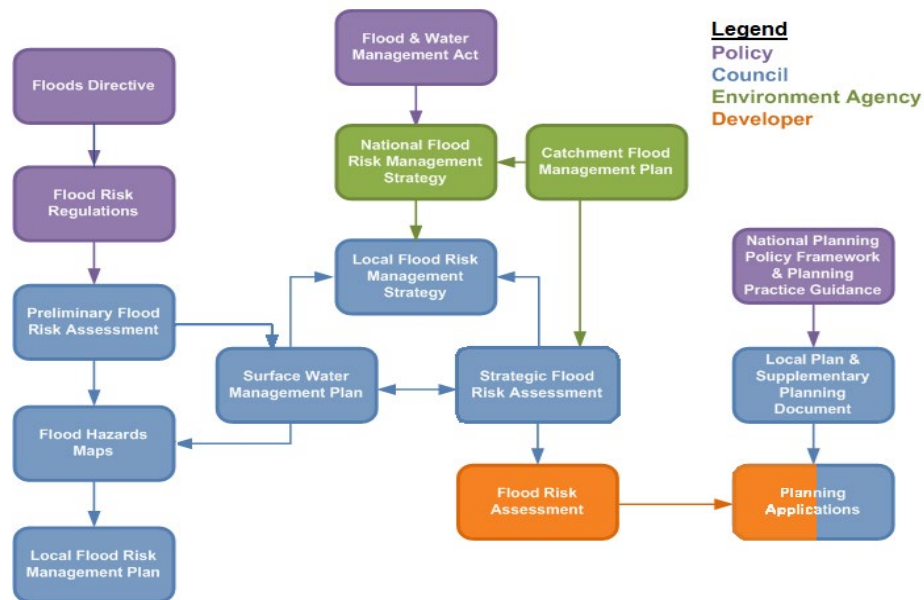 Flood & Water
Management Act
Legend
Policy
Council
Environment Agency
Developer
Floods Directive
National Flood
Risk Management
Strategy
Catchment Flood
Management Plan
Flood Risk
Regulations
Local Flood Risk
Management
Strategy
National Planning
Policy Framework
& Planning
Practice Guidance
Preliminary Flood
Risk Assessment
Surface Water
Management Plan
Strategic Flood
Risk Assessment
Local Plan &
Supplementary
Planning
Document
Flood Hazards
Maps
Flood Risk
Assessment
Planning
Applications
Local Flood Risk
Management Plan